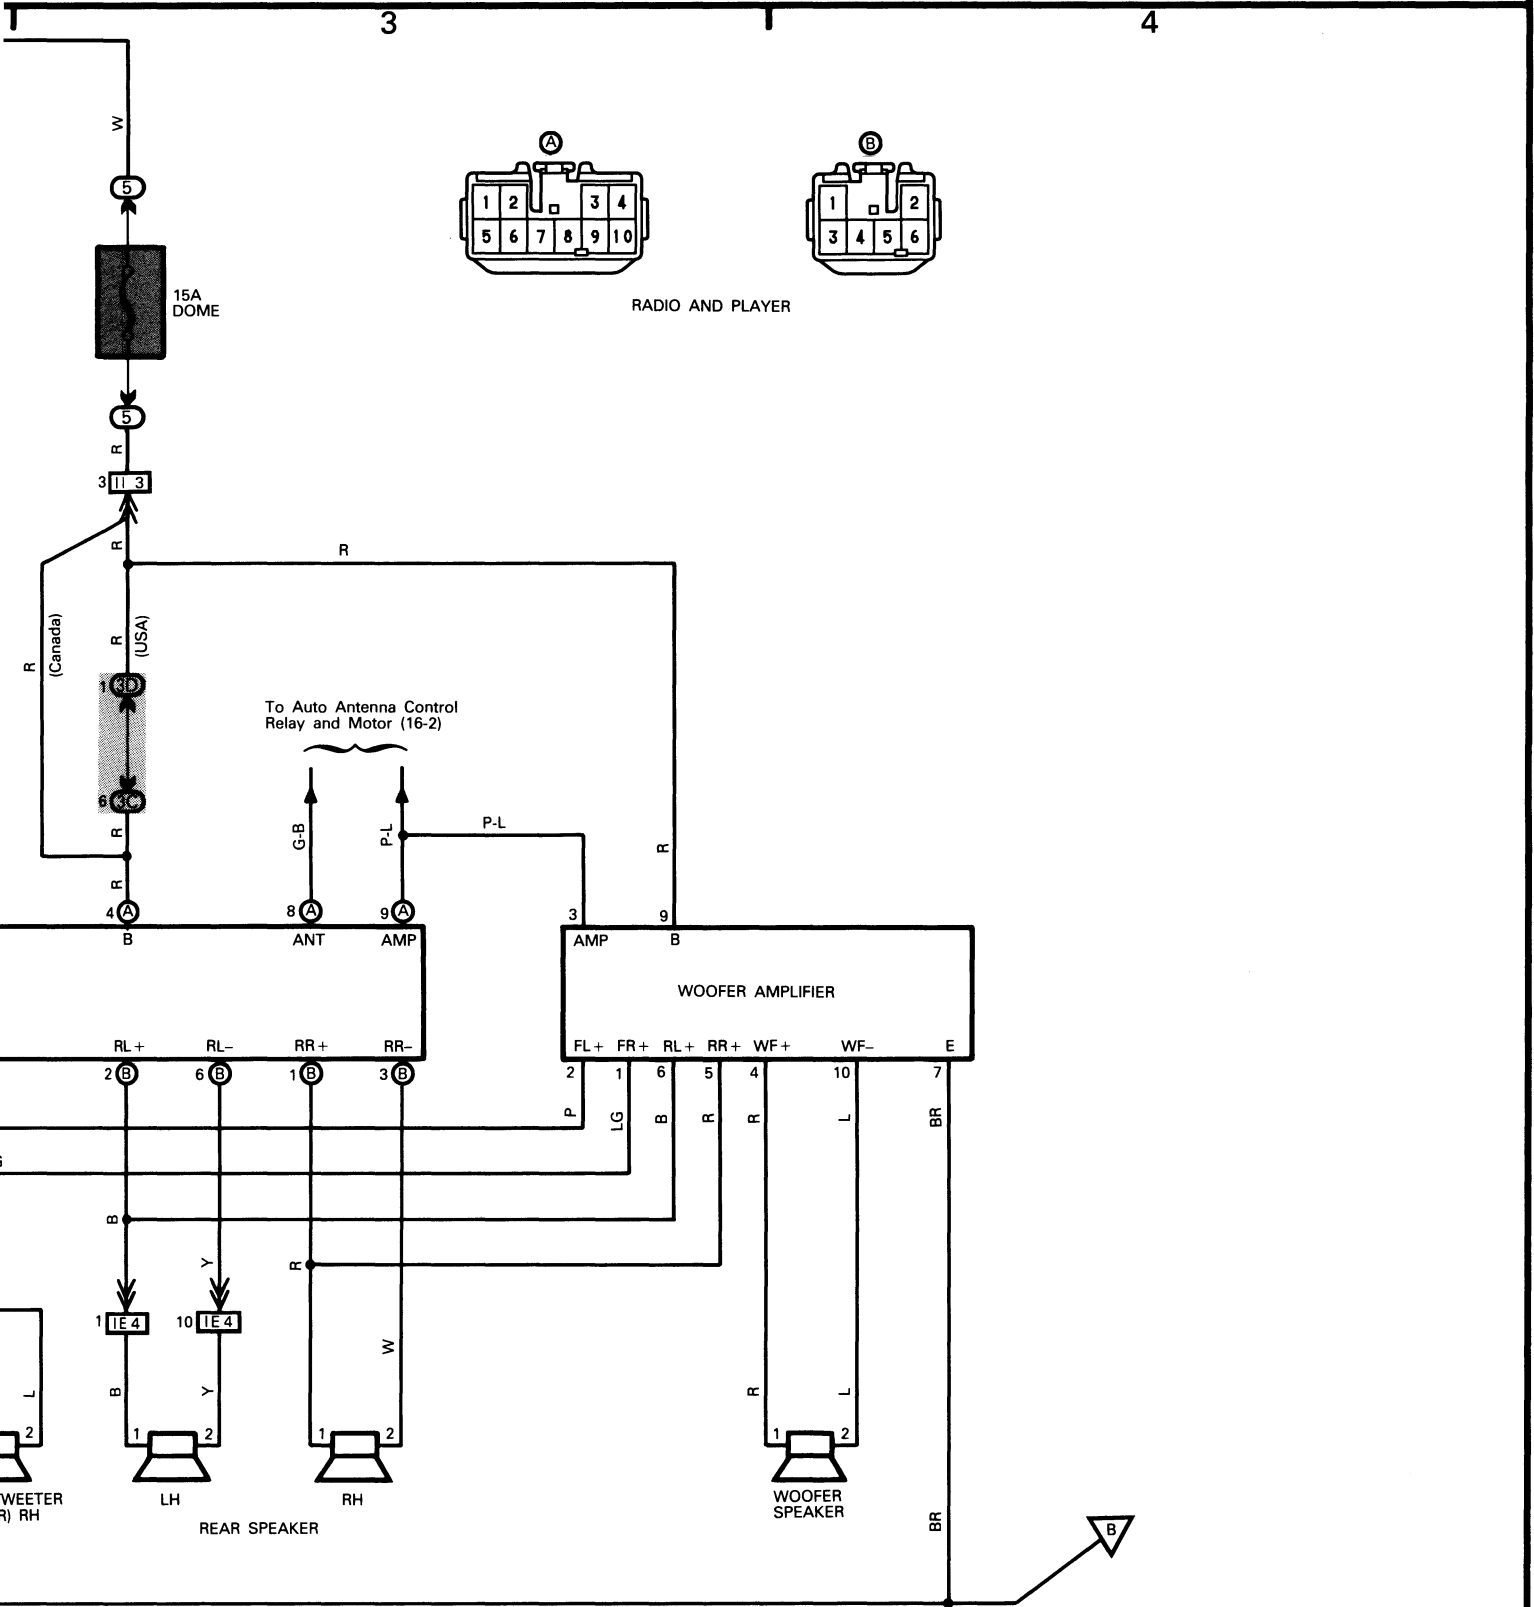 3
4
W
5
A
B
1 2 3 4
5 6 7 8 9 10
1 2
3 4 5 6
RADIO AND PLAYER
15A
DOME
5
R
3 II 3
R
R
R
(Canada)
R
(USA)
1 3D
6 3C
To Auto Antenna Control
Relay and Motor (16-2)
G-B
P-L
P-L
R
R
R
4 A
8 A
9 A
3
9
B
ANT
AMP
AMP
B
WOOFER AMPLIFIER
RL+
RL-
RR+
RR-
FL+
FR+
RL+
RR+
WF+
WF-
E
2 B
6 B
1 B
3 B
2
1
6
5
4
10
7
P
LG
B
R
R
L
BR
B
Y
R
1 IE4
10 IE4
W
L
B
Y
R
L
2
1
2
1
2
1
2
WEETER
R) RH
LH
RH
REAR SPEAKER
WOOFER
SPEAKER
BR
B